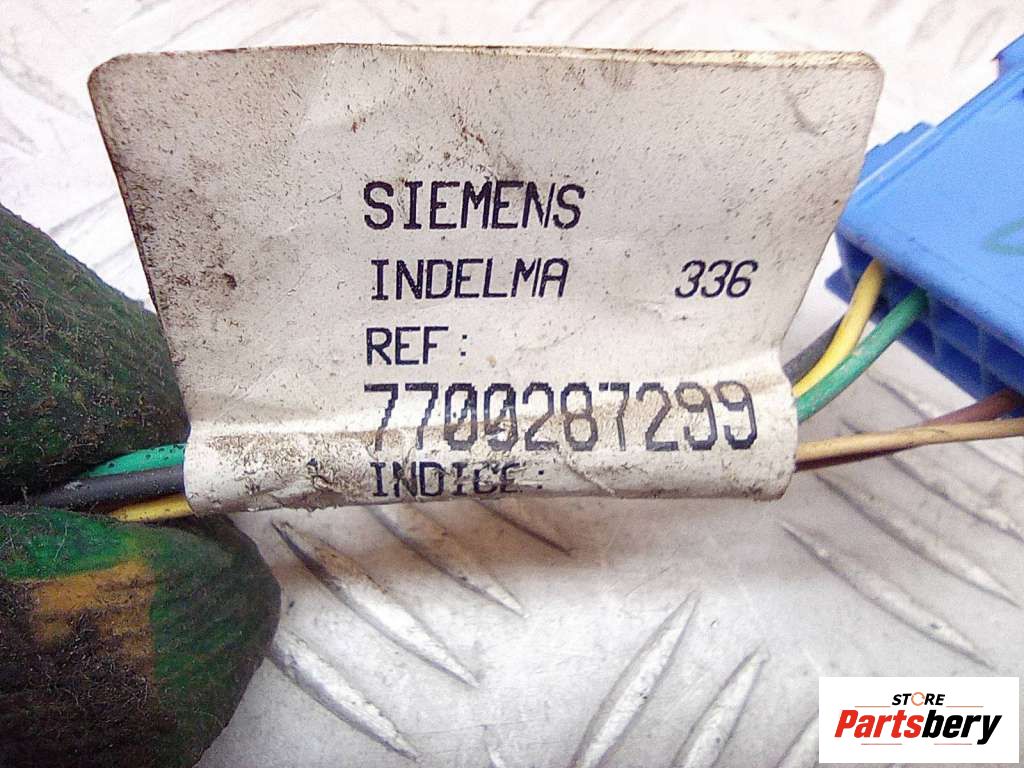 SIEMENS
INDELMA 336
REF:
7700287299
INDICE:
STORE
Partsbery